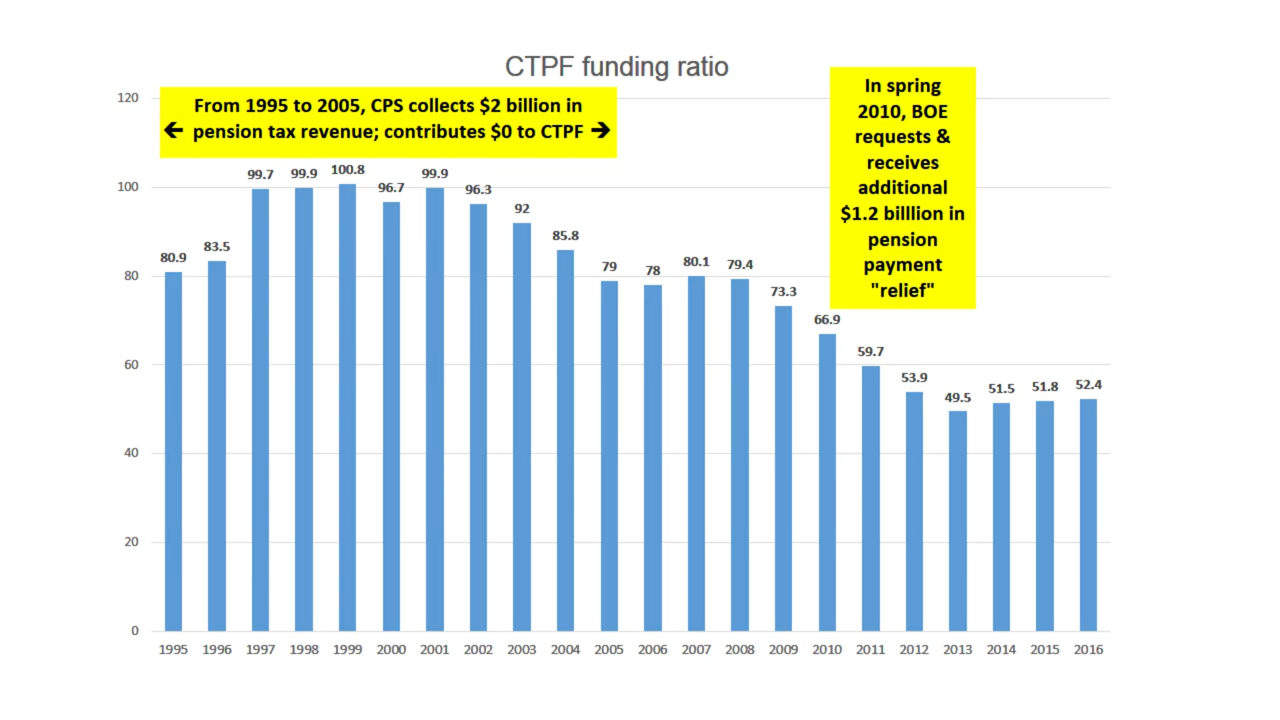 CTPF funding ratio
From 1995 to 2005, CPS collects $2 billion in
← pension tax revenue; contributes $0 to CTPF →
In spring
2010, BOE
requests &
receives
additional
$1.2 billlion in
pension
payment
"relief"
120
100
80
60
40
20
0
80.9
83.5
99.7
99.9
100.8
96.7
99.9
96.3
92
85.8
79
78
80.1
79.4
73.3
66.9
59.7
53.9
49.5
51.5
51.8
52.4
1995 1996 1997 1998 1999 2000 2001 2002 2003 2004 2005 2006 2007 2008 2009 2010 2011 2012 2013 2014 2015 2016